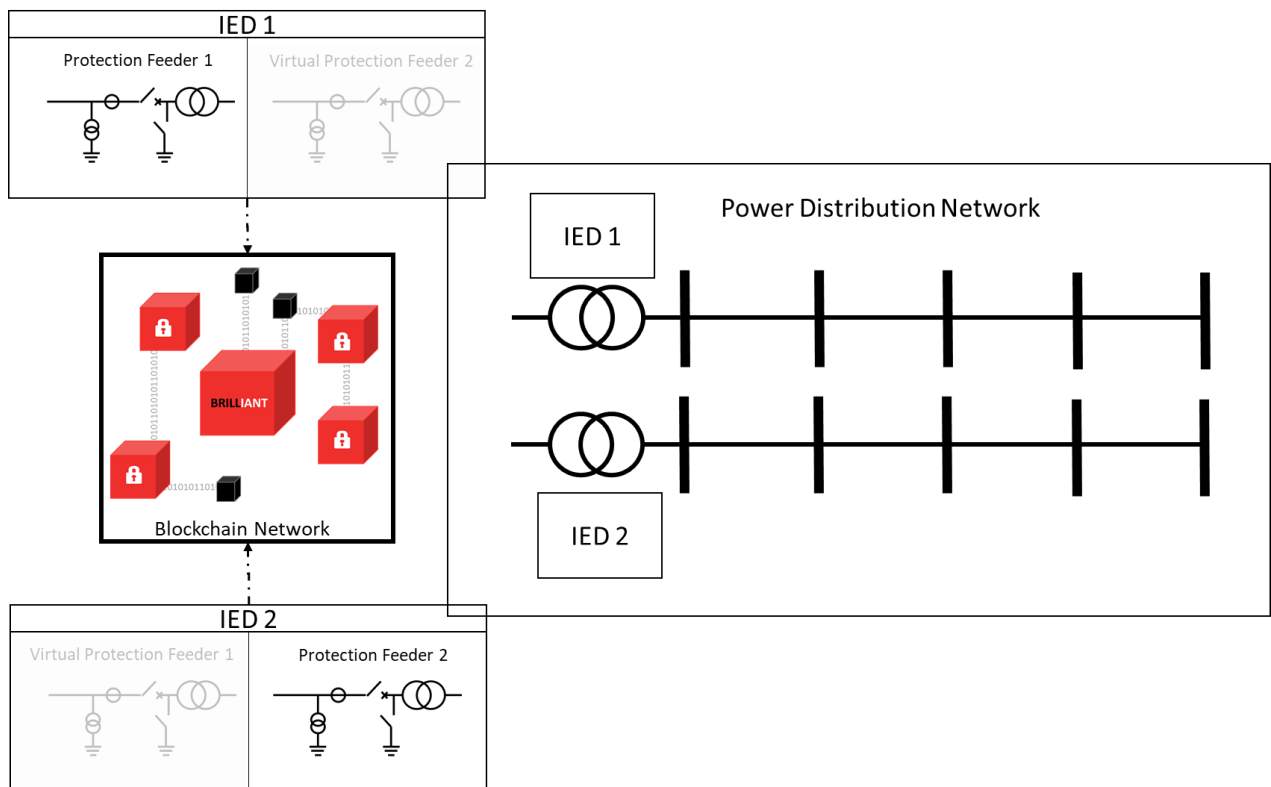 IED 1
Protection Feeder 1
Virtual Protection Feeder 2
Power Distribution Network
IED 1
BRILLIANT
Blockchain Network
IED 2
IED 2
Virtual Protection Feeder 1
Protection Feeder 2